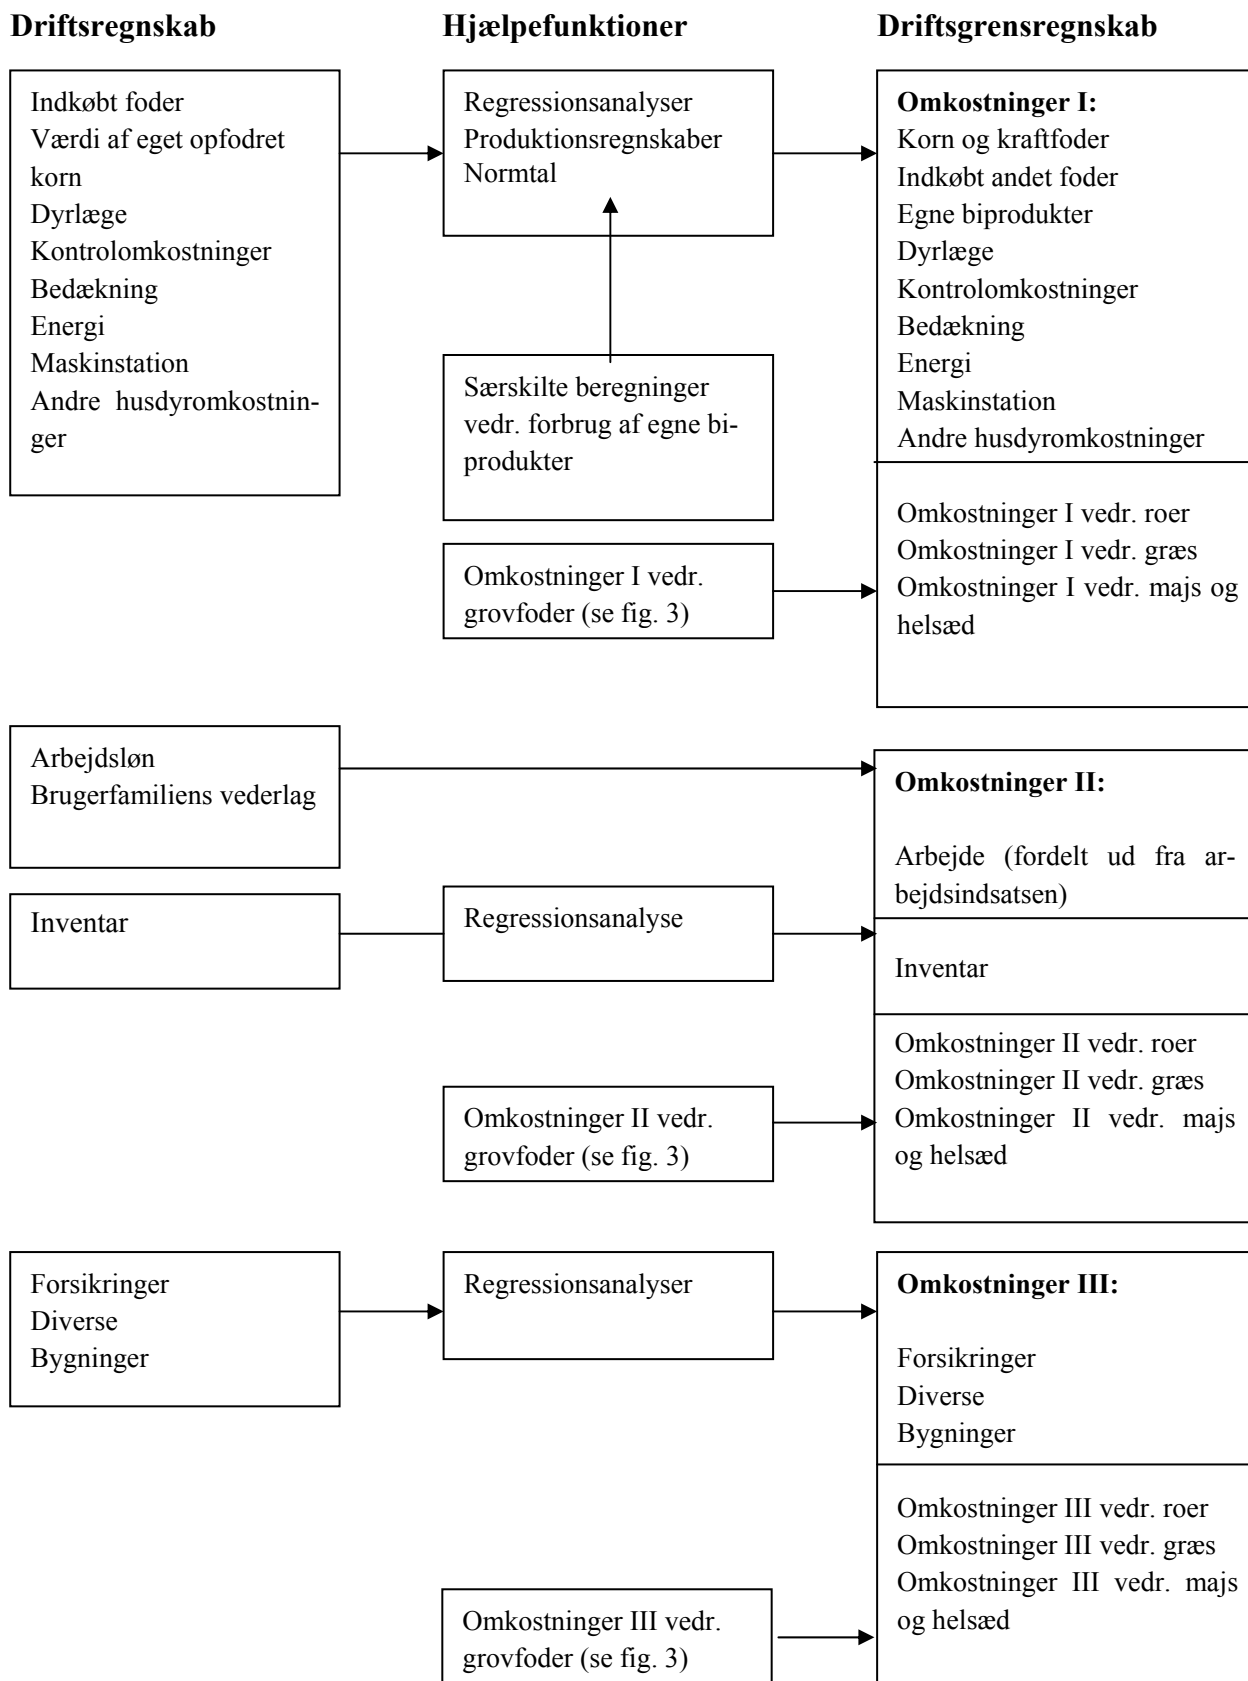 Driftsregnskab
Hjælpefunktioner
Driftsgrensregnskab
Indkøbt foder
Værdi af eget opfodret
korn
Dyrlæge
Kontrolomkostninger
Bedækning
Energi
Maskinstation
Andre husdyromkostnin-
ger
Regressionsanalyser
Produktionsregnskaber
Normtal
Særskilte beregninger
vedr. forbrug af egne bi-
produkter
Omkostninger I vedr.
grovfoder (se fig. 3)
Omkostninger I:
Korn og kraftfoder
Indkøbt andet foder
Egne biprodukter
Dyrlæge
Kontrolomkostninger
Bedækning
Energi
Maskinstation
Andre husdyromkostninger
Omkostninger I vedr. roer
Omkostninger I vedr. græs
Omkostninger I vedr. majs og
helsæd
Arbejdsløn
Brugerfamiliens vederlag
Inventar
Regressionsanalyse
Omkostninger II vedr.
grovfoder (se fig. 3)
Omkostninger II:
Arbejde (fordelt ud fra ar-
bejdsindsatsen)
Inventar
Omkostninger II vedr. roer
Omkostninger II vedr. græs
Omkostninger II vedr. majs
og helsæd
Forsikringer
Diverse
Bygninger
Regressionsanalyser
Omkostninger III vedr.
grovfoder (se fig. 3)
Omkostninger III:
Forsikringer
Diverse
Bygninger
Omkostninger III vedr. roer
Omkostninger III vedr. græs
Omkostninger III vedr. majs
og helsæd